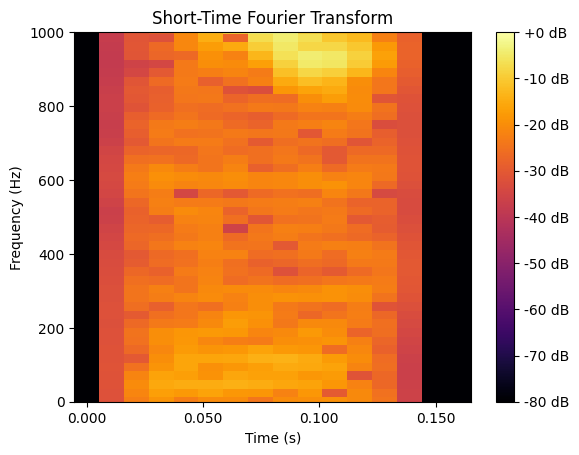 Short-Time Fourier Transform
1000
800
600
400
200
0
Frequency (Hz)
0.000
0.050
0.100
0.150
Time (s)
+0 dB
-10 dB
-20 dB
-30 dB
-40 dB
-50 dB
-60 dB
-70 dB
-80 dB